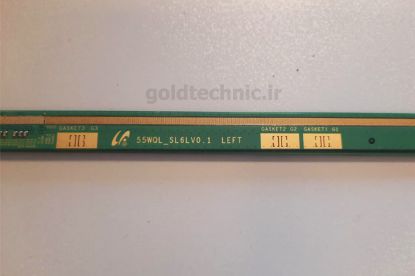 goldtechnic.ir
GASKET3 G3
55WQL_SL6LV0.1 LEFT
GASKET2 G2
GASKET1 G1